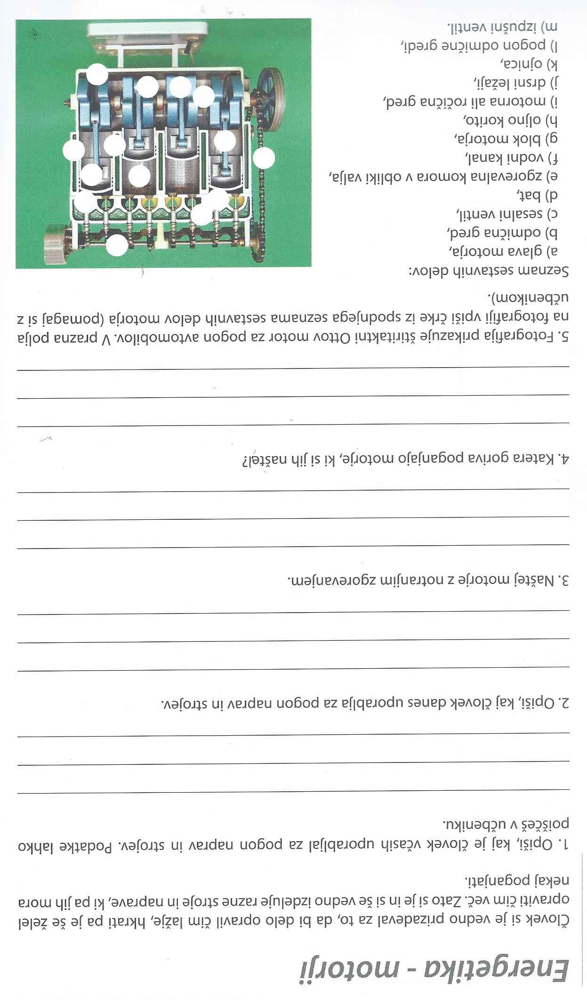 Energetika - motorji
Človek si je vedno prizadeval za to, da bi delo opravil čim lažje, hkrati pa je še želel
opraviti čim več. Zato si je in si še vedno izdeluje razne stroje in naprave, ki pa jih mora
nekaj poganjati.
1. Opiši, kaj je človek včasih uporabljal za pogon naprav in strojev. Podatke lahko
poiščeš v učbeniku.
2. Opiši, kaj človek danes uporablja za pogon naprav in strojev.
3. Naštej motorje z notranjim zgorevanjem.
4. Katera goriva poganjajo motorje, ki si jih naštel?
5. Fotografija prikazuje štiritaktni Ottov motor za pogon avtomobilov. V prazna polja
na fotografiji vpiši črke iz spodnjega seznama sestavnih delov motorja (pomagaj si z
učbenikom).
Seznam sestavnih delov:
a) glava motorja,
b) odmična gred,
c) sesalni ventil,
d) bat,
e) zgorevalna komora v obliki valja,
f) vodni kanal,
g) blok motorja,
h) oljno korito,
i) motorna ali ročična gred,
j) drsni ležaji,
k) ojnica,
l) pogon odmične gredi,
m) izpušni ventil.